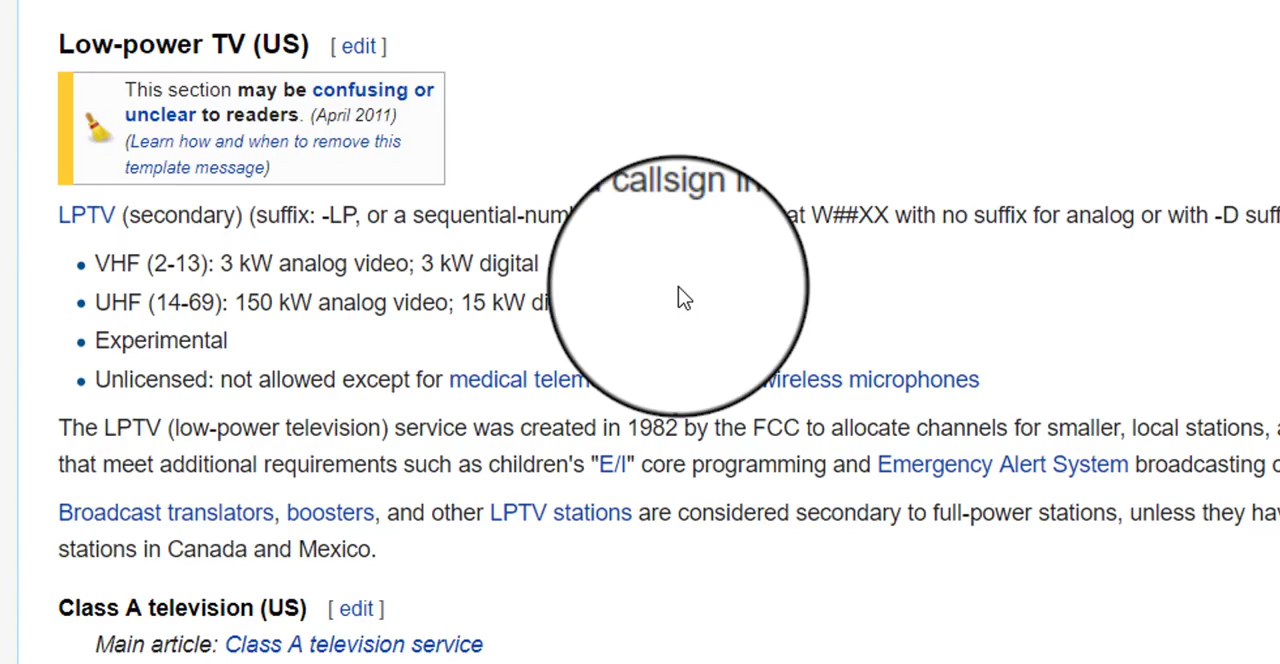 Low-power TV (US) [ edit ]
This section may be confusing or
unclear to readers. (April 2011)
(Learn how and when to remove this
template message)
callsign in
LPTV (secondary) (suffix: -LP, or a sequential-num at W##XX with no suffix for analog or with -D suff
• VHF (2-13): 3 kW analog video; 3 kW digital
• UHF (14-69): 150 kW analog video; 15 kW di
• Experimental
• Unlicensed: not allowed except for medical telem wireless microphones
The LPTV (low-power television) service was created in 1982 by the FCC to allocate channels for smaller, local stations,
that meet additional requirements such as children's "E/I" core programming and Emergency Alert System broadcasting
Broadcast translators, boosters, and other LPTV stations are considered secondary to full-power stations, unless they hav
stations in Canada and Mexico.
Class A television (US) [ edit ]
Main article: Class A television service